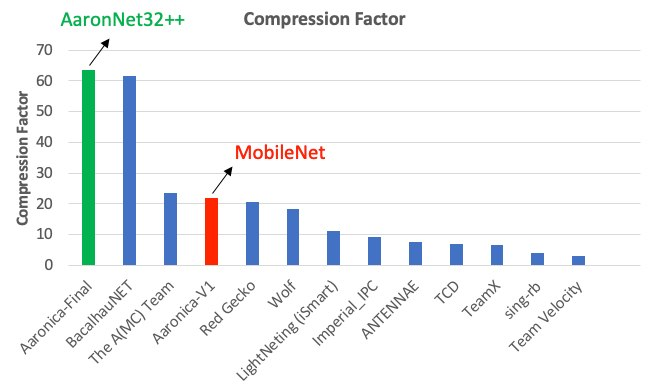 AaronNet32++
Compression Factor
70
60
50
40
30
20
10
0
Compression Factor
MobileNet
Aaronica-Final
BacalhauNET
The A(MC) Team
Aaronica-V1
Red Gecko
Wolf
LightNeting (iSmart)
Imperial_IPC
ANTENNAE
TCD
TeamX
sing-rb
Team Velocity